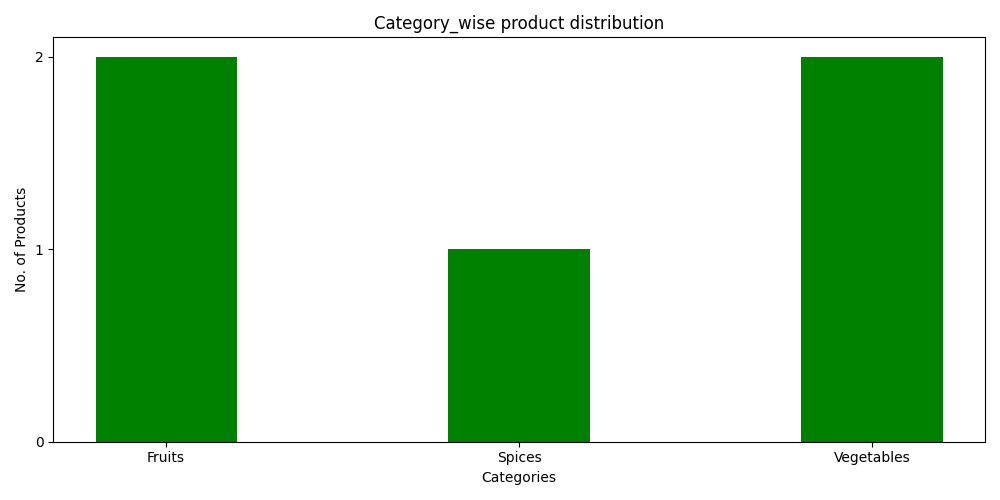 Category_wise product distribution
2
1
0
No. of Products
Fruits
Spices
Vegetables
Categories